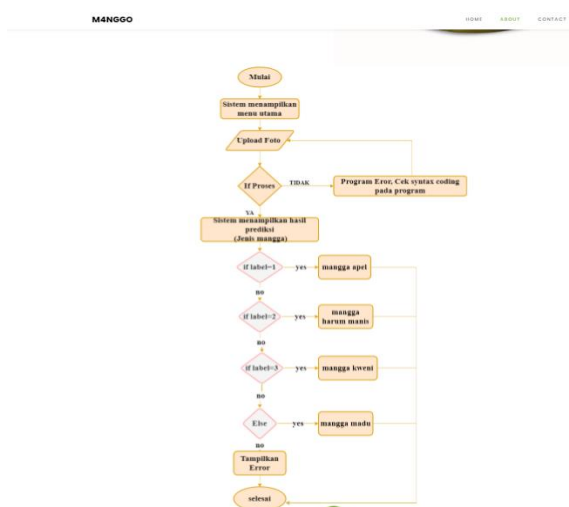 M4NGGO
HOME ABOUT CONTACT
Mulai
Sistem menampilkan
menu utama
Upload Foto
If Proses
TIDAK
Program Eror, Cek syntax coding
pada program
YA
Sistem menampilkan hasil
prediksi
(Jenis mangga)
if label=1
yes
mangga apel
no
if label=2
yes
mangga
harum manis
no
if label=3
yes
mangga kweni
no
Else
yes
mangga madu
no
Tampilkan
Error
selesai